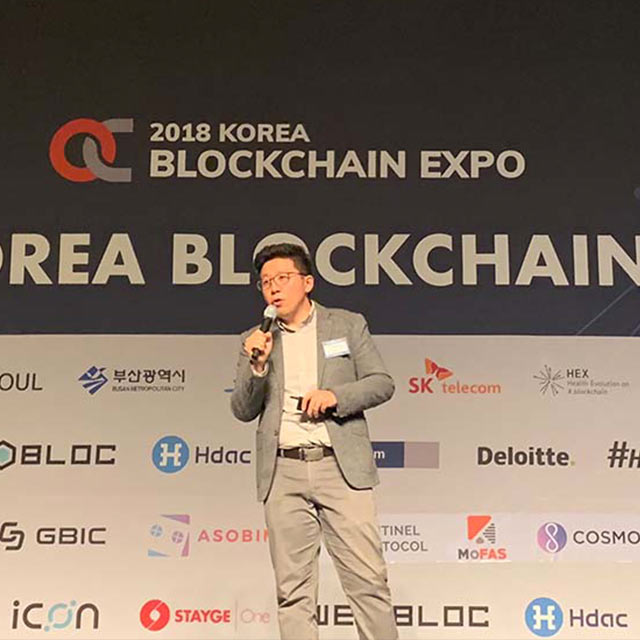 2018 KOREA
BLOCKCHAIN EXPO
OREA BLOCKCHAIN
OUL
부산광역시
BUSAN METROPOLITAN CITY
SK telecom
HEX
Health Evolution on
X.blockchain
BLOC
Hdac
m
Deloitte.
#H
GBIC
ASOBI
TINEL
TOCOL
MoFAS
COSMO
icon
STAYGE One
WE BLOC
Hdac